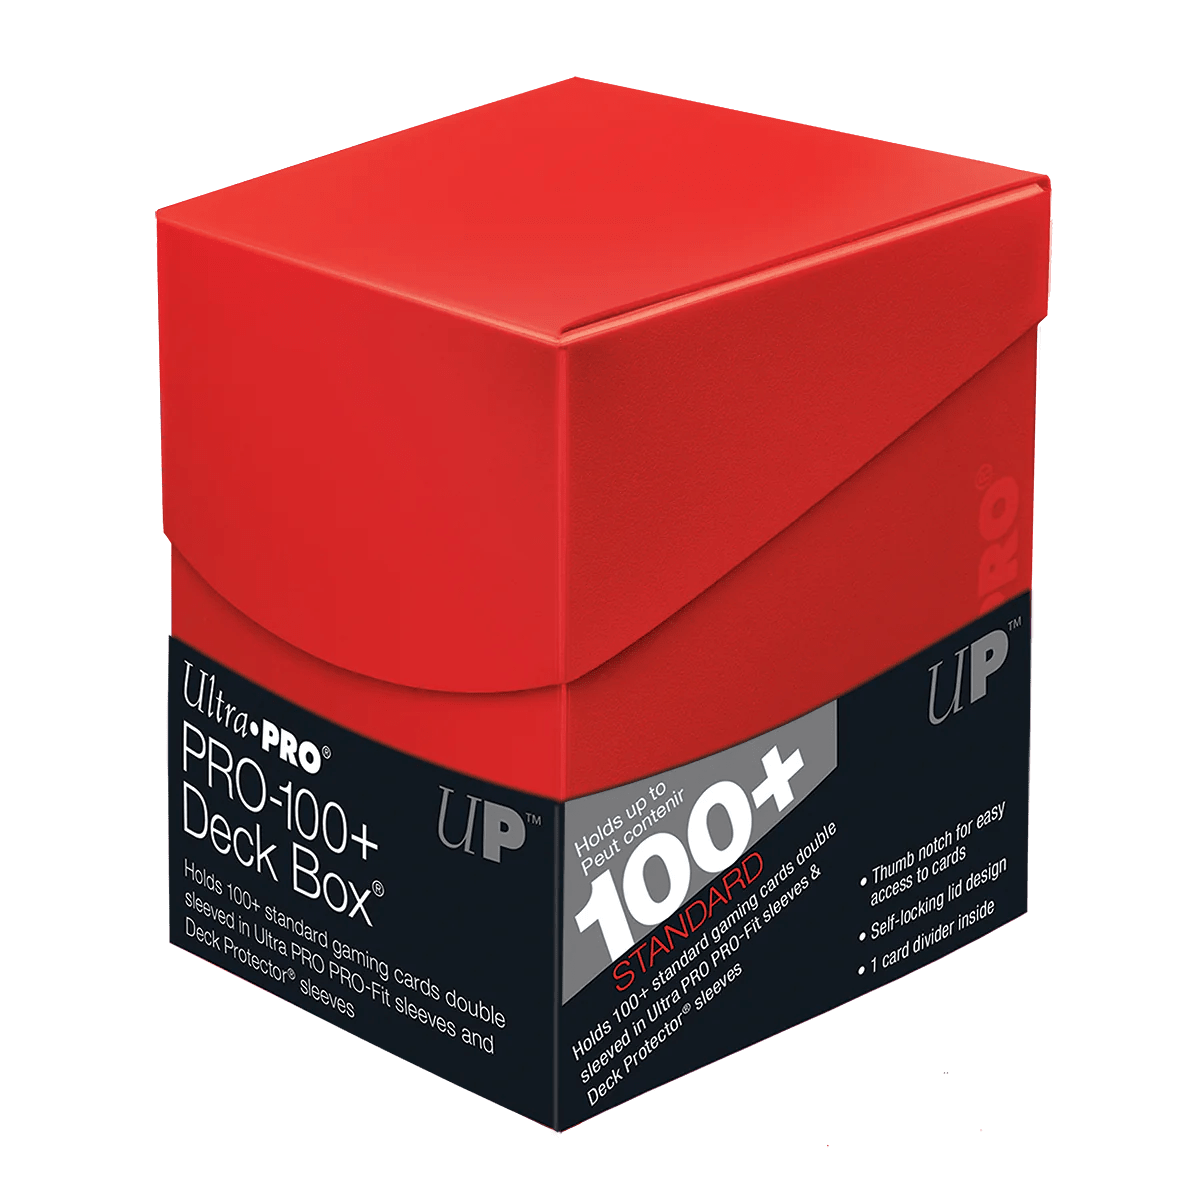 PRO®
Ultra•PRO®
PRO-100+
Deck Box®
UP™
Holds 100+ standard gaming cards double
sleeved in Ultra PRO PRO-Fit sleeves and
Deck Protector® sleeves
Holds up to
Peut contenir
100+
STANDARD
Holds 100+ standard gaming cards double
sleeved in Ultra PRO PRO-Fit sleeves &
Deck Protector® sleeves
UP™
• Thumb notch for easy
access to cards
• Self-locking lid design
• 1 card divider inside